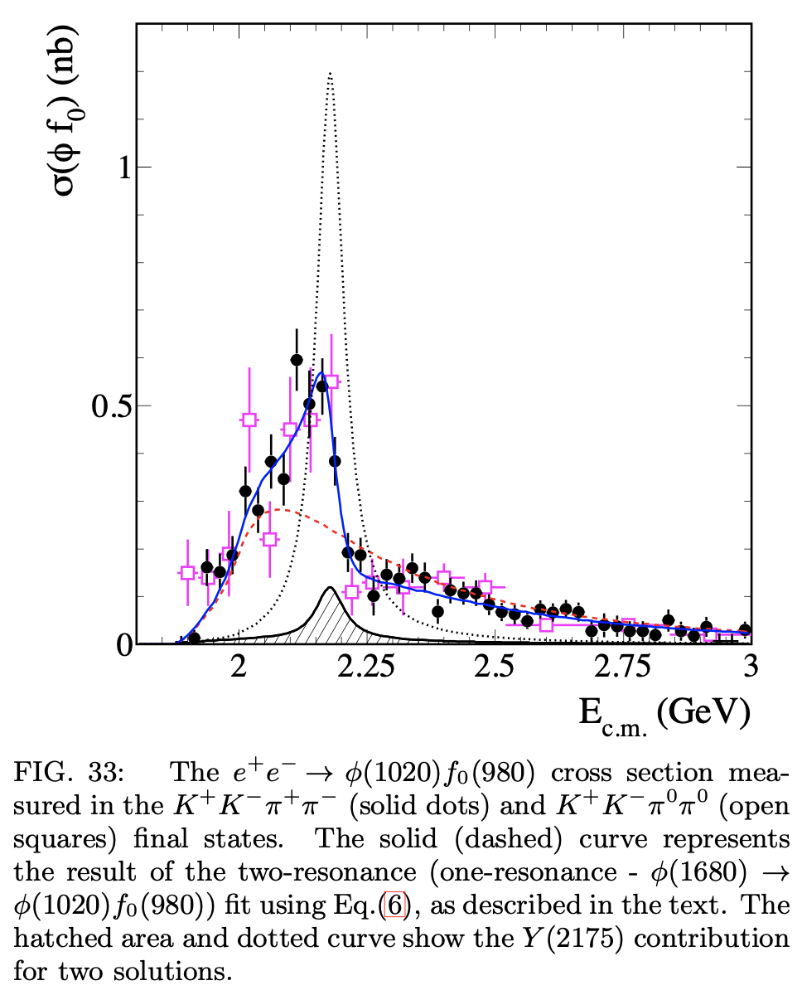 σ(ϕ f₀) (nb)
1
0.5
0
2
2.25
2.5
2.75
3
E_c.m. (GeV)
FIG. 33: The e⁺e⁻ → ϕ(1020)f₀(980) cross section mea-
sured in the K⁺K⁻π⁺π⁻ (solid dots) and K⁺K⁻π⁰π⁰ (open
squares) final states. The solid (dashed) curve represents
the result of the two-resonance (one-resonance - ϕ(1680) →
ϕ(1020)f₀(980)) fit using Eq.(6), as described in the text. The
hatched area and dotted curve show the Y(2175) contribution
for two solutions.